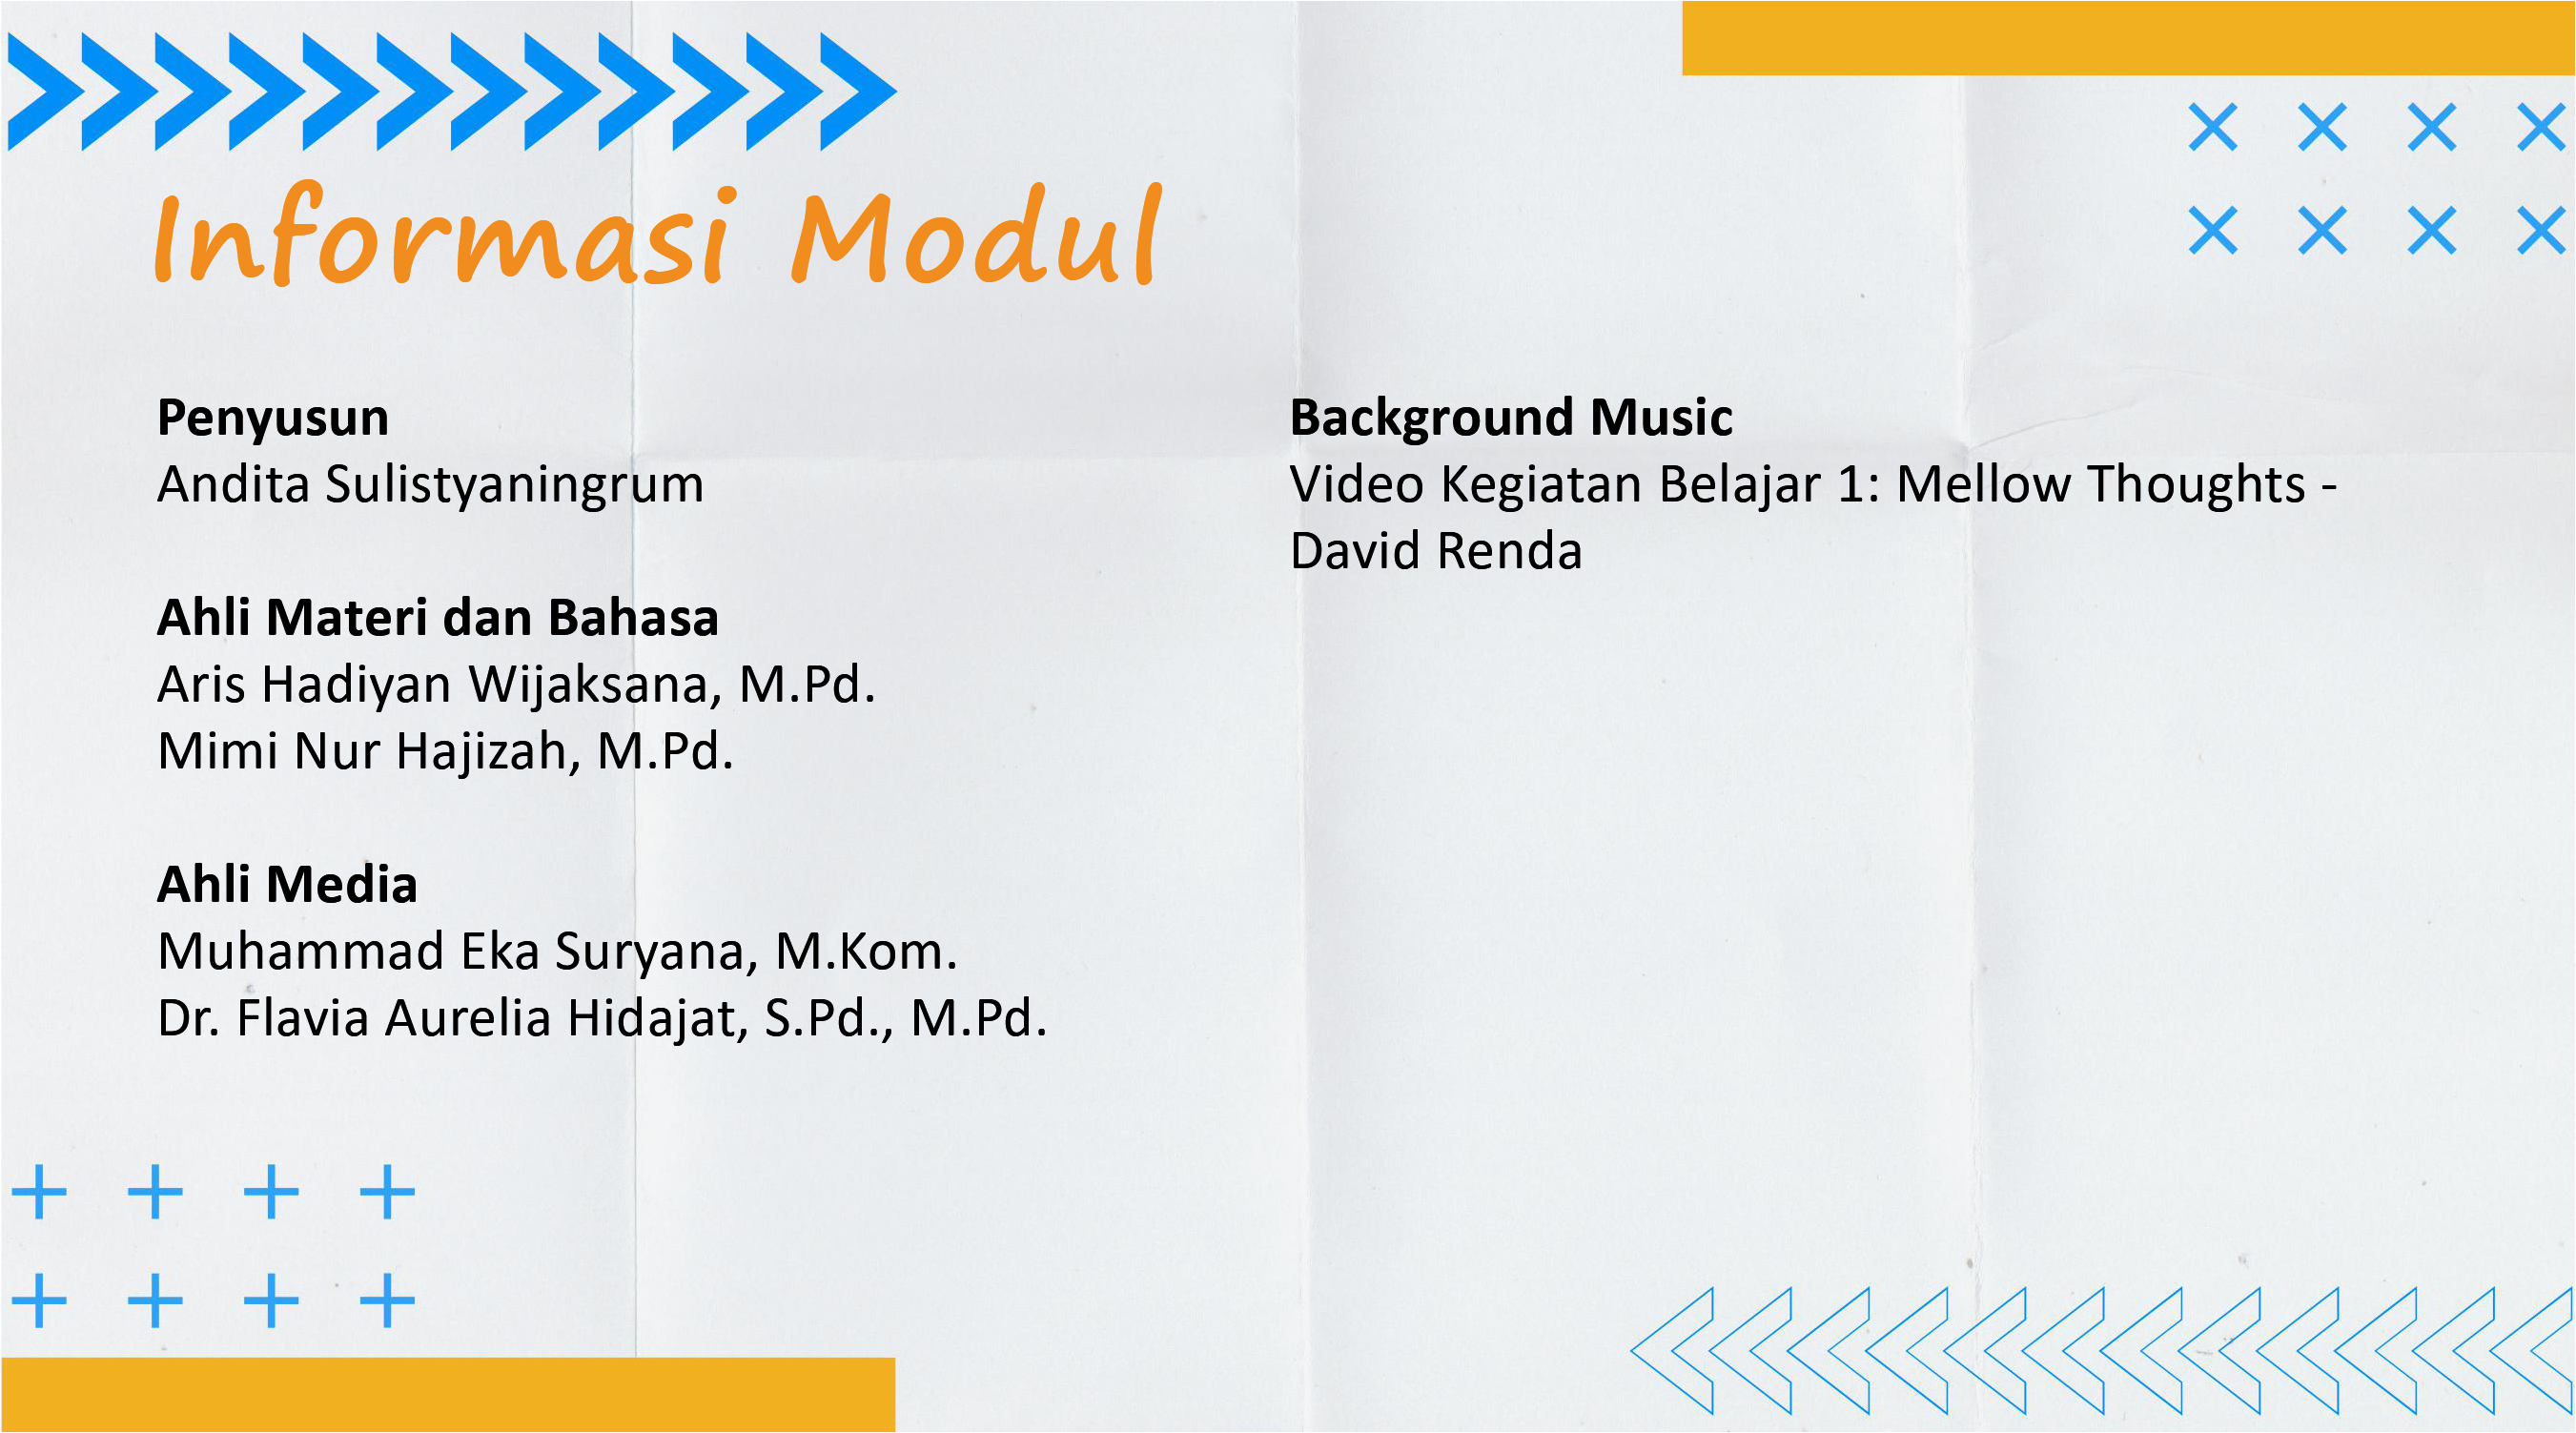 Informasi Modul
Penyusun
Andita Sulistyaningrum
Ahli Materi dan Bahasa
Aris Hadiyan Wijaksana, M.Pd.
Mimi Nur Hajizah, M.Pd.
Ahli Media
Muhammad Eka Suryana, M.Kom.
Dr. Flavia Aurelia Hidajat, S.Pd., M.Pd.
Background Music
Video Kegiatan Belajar 1: Mellow Thoughts -
David Renda